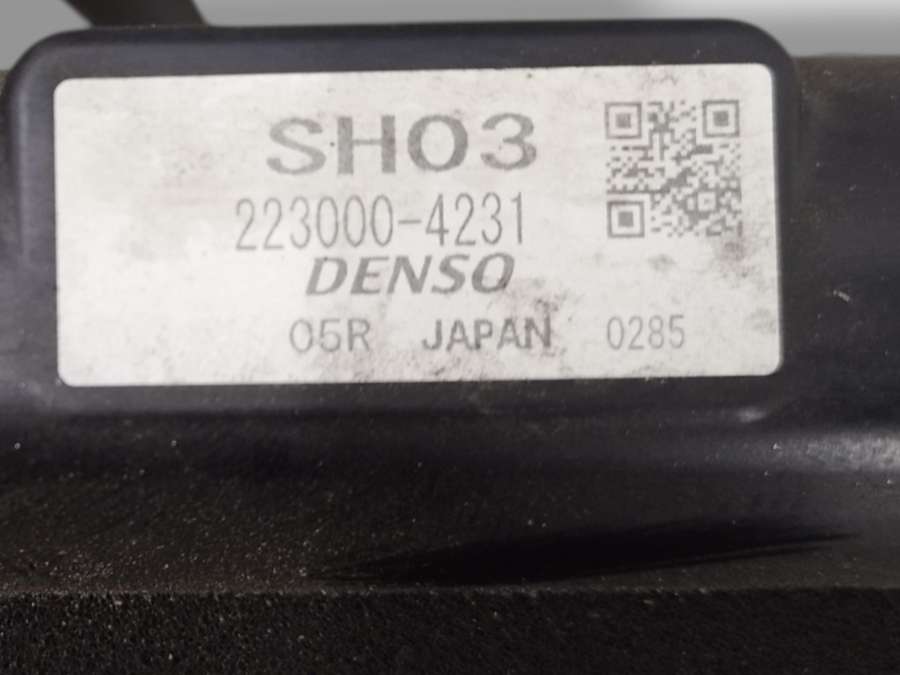 SH03
223000-4231
DENSO
05R JAPAN 0285